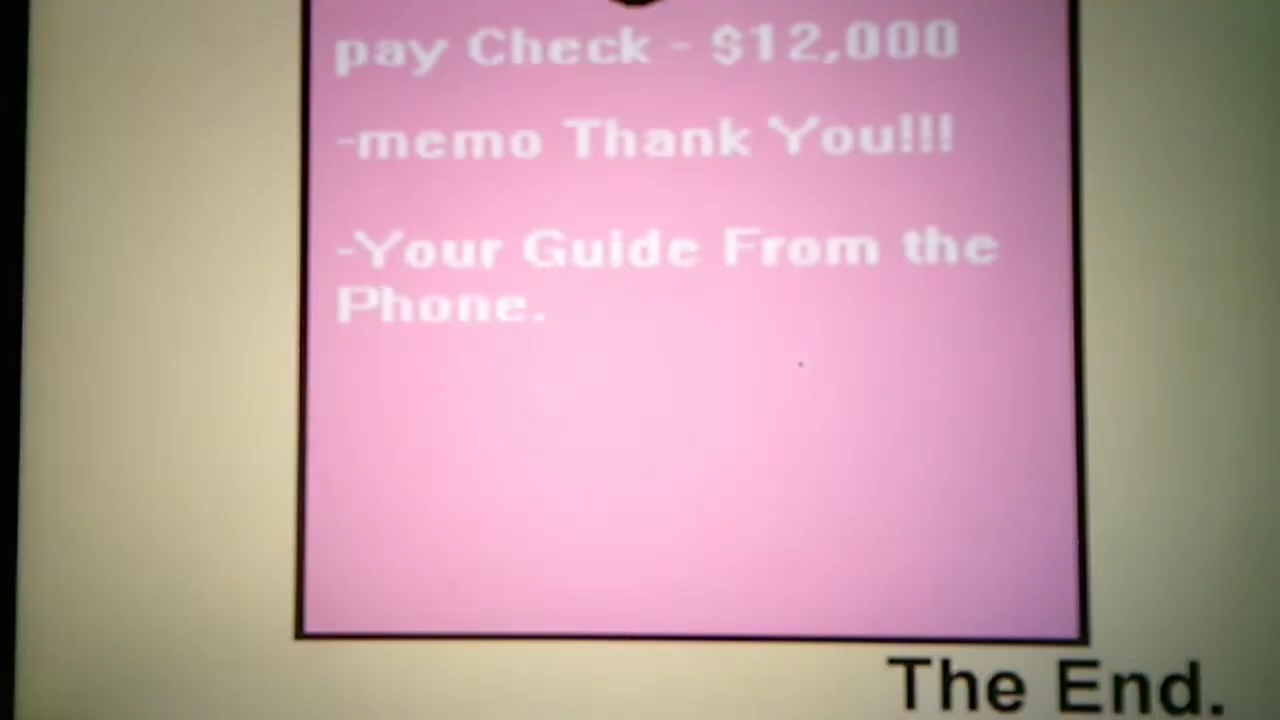 pay Check - $12,000
-memo Thank You!!!
-Your Guide From the
Phone.
The End.